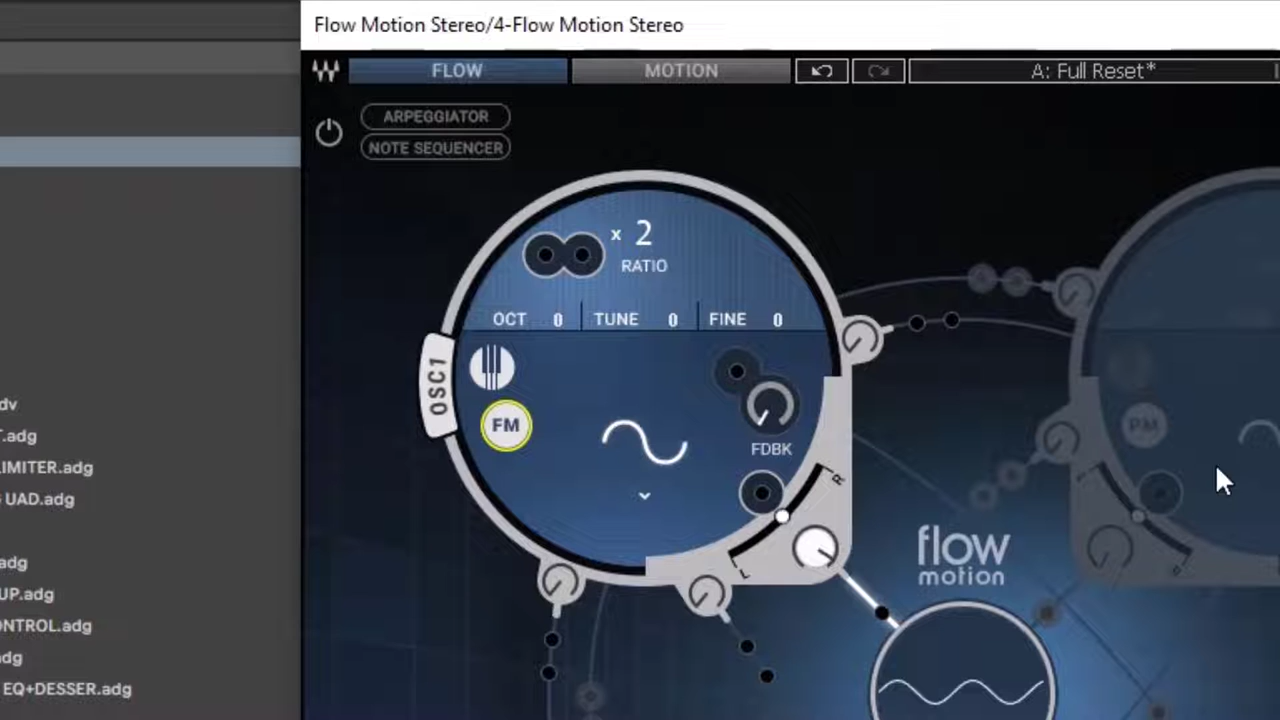 Flow Motion Stereo/4-Flow Motion Stereo
FLOW
MOTION
A: Full Reset*
ARPEGGIATOR
NOTE SEQUENCER
x 2
RATIO
OCT 0 TUNE 0 FINE 0
OSC1
FM
FDBK
R
L
FM
flow
motion
dv
T.adg
IMITER.adg
UAD.adg
.adg
UP.adg
ONTROL.adg
adg
EQ+DESSER.adg